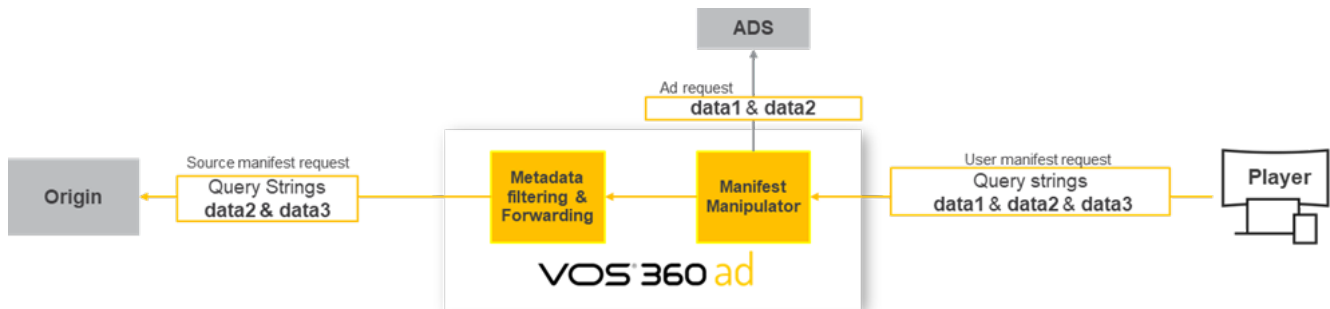 ADS
Ad request
data1 & data2
Source manifest request
Query Strings
data2 & data3
Origin
Metadata
filtering &
Forwarding
Manifest
Manipulator
User manifest request
Query strings
data1 & data2 & data3
Player
VOS® 360 ad